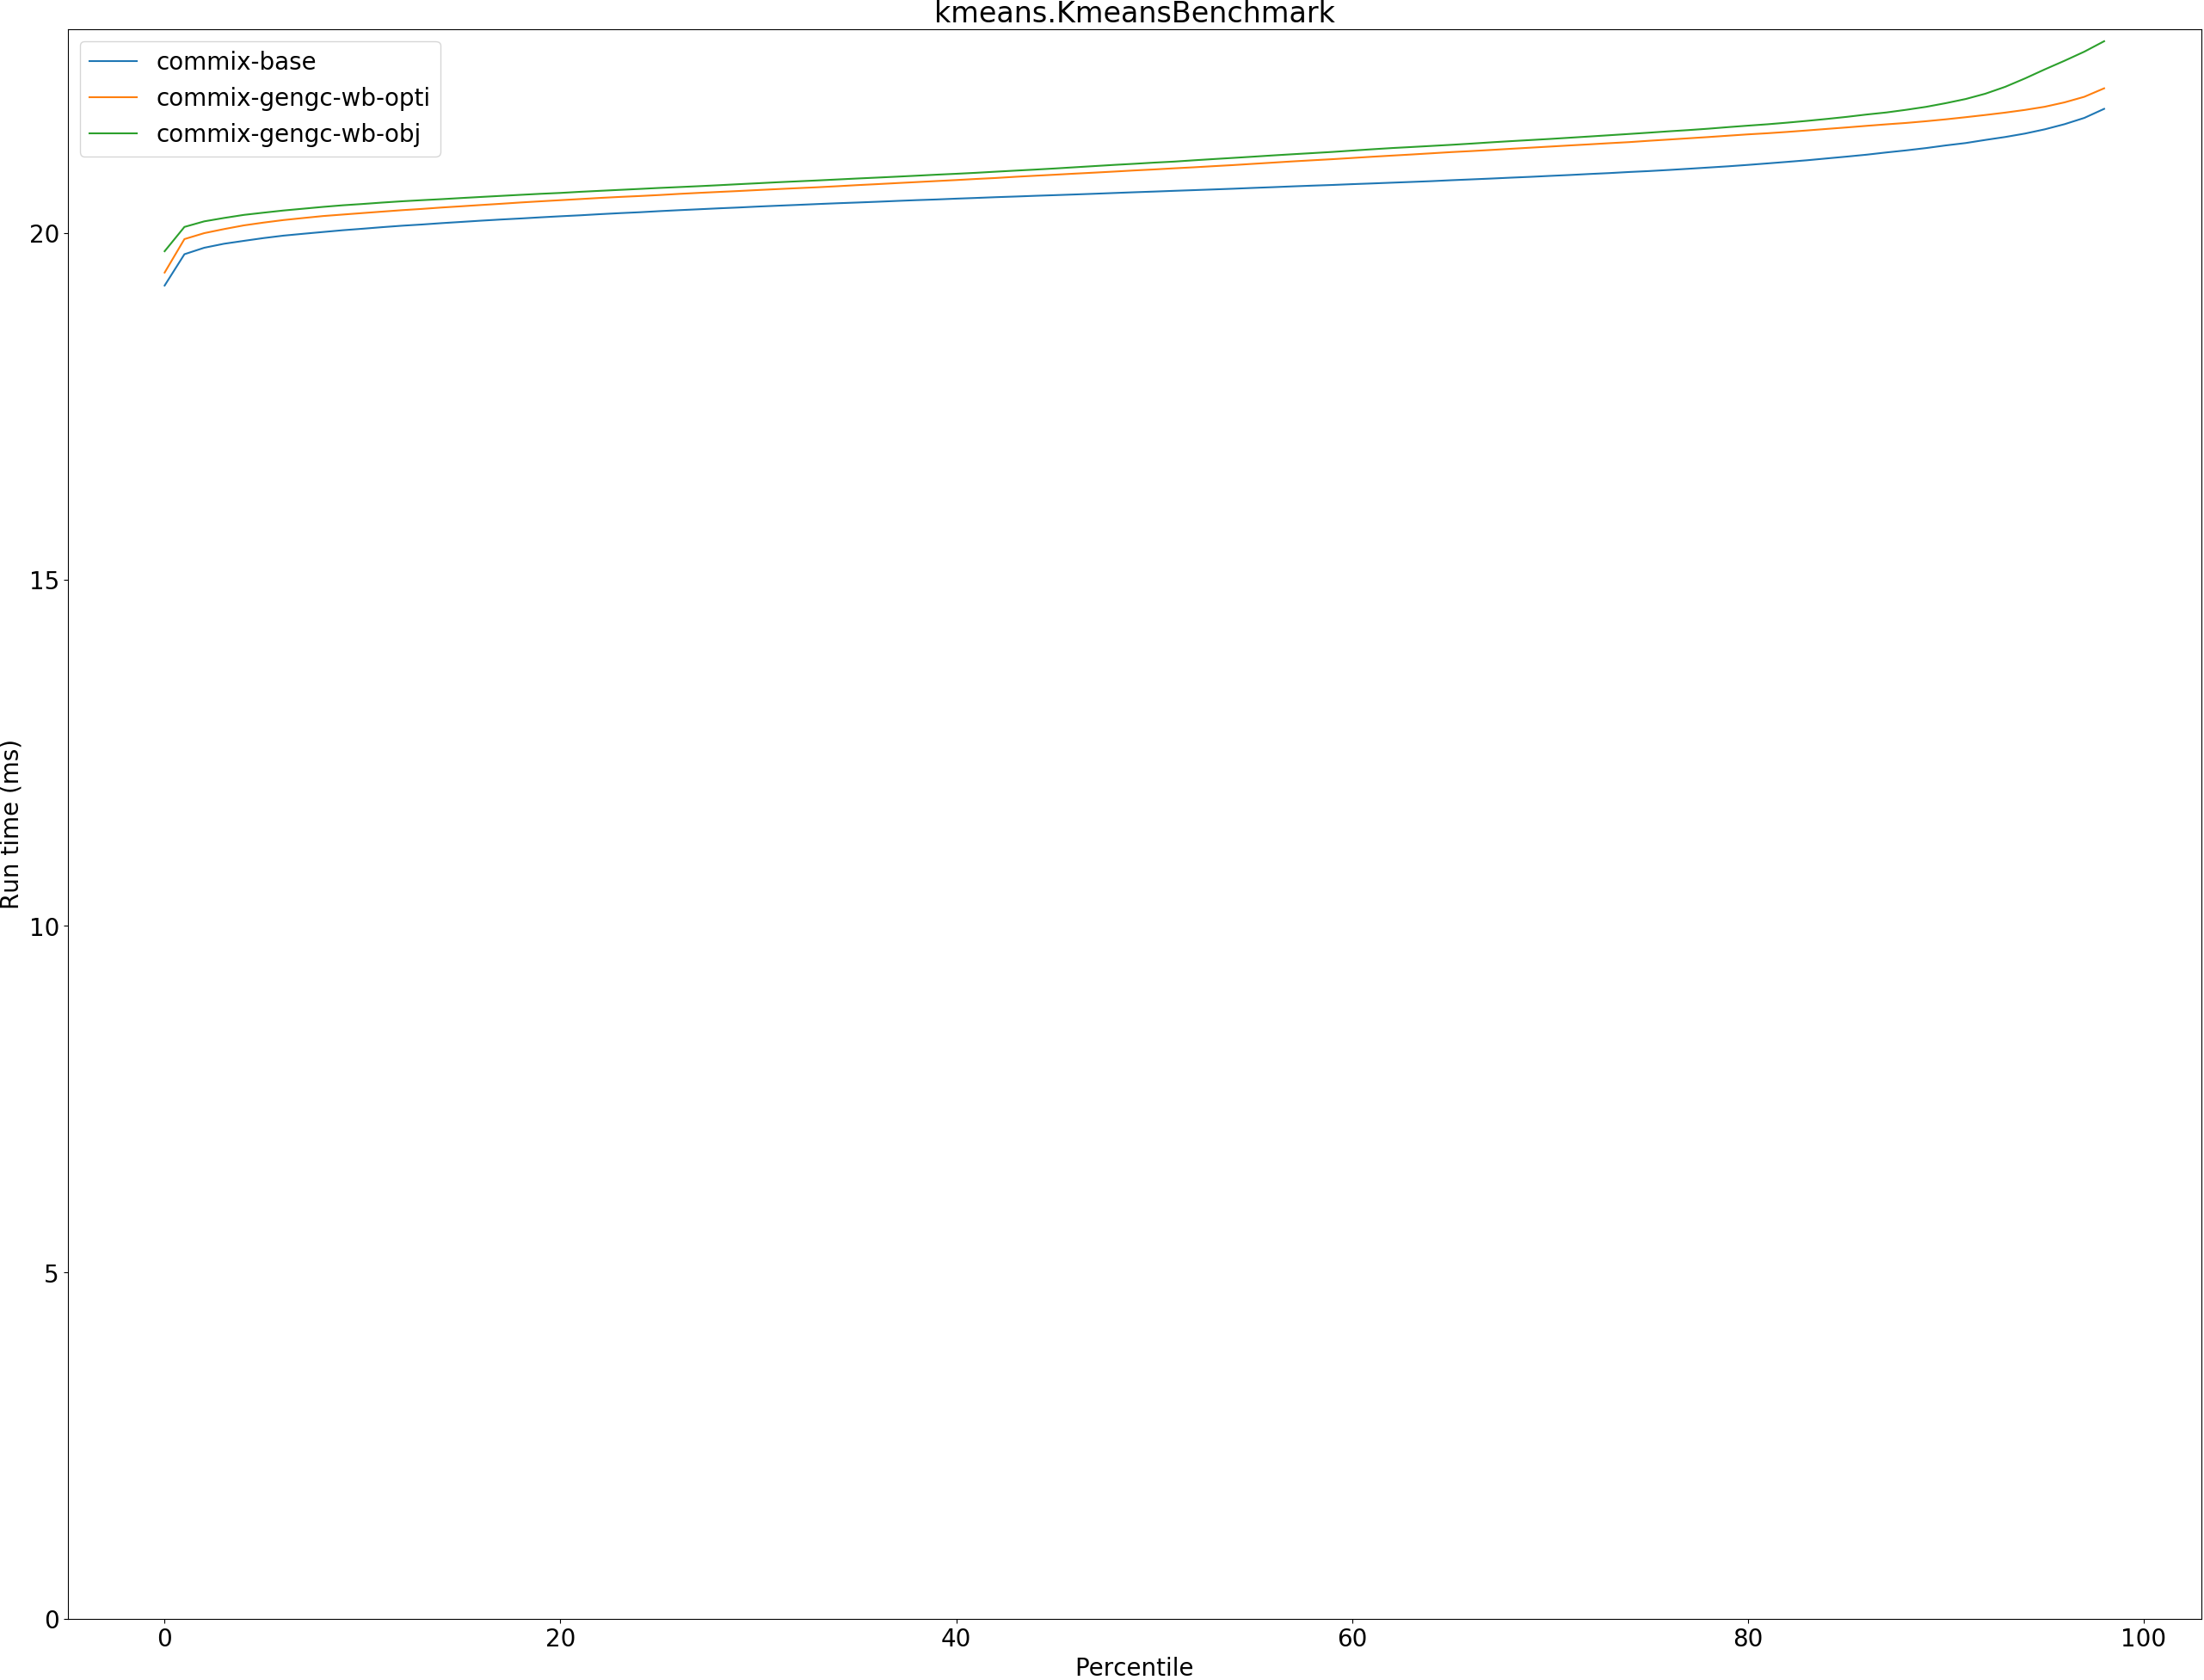 kmeans.KmeansBenchmark
commix-base
commix-gengc-wb-opti
commix-gengc-wb-obj
Run time (ms)
20
15
10
5
0
0 20 40 60 80 100
Percentile